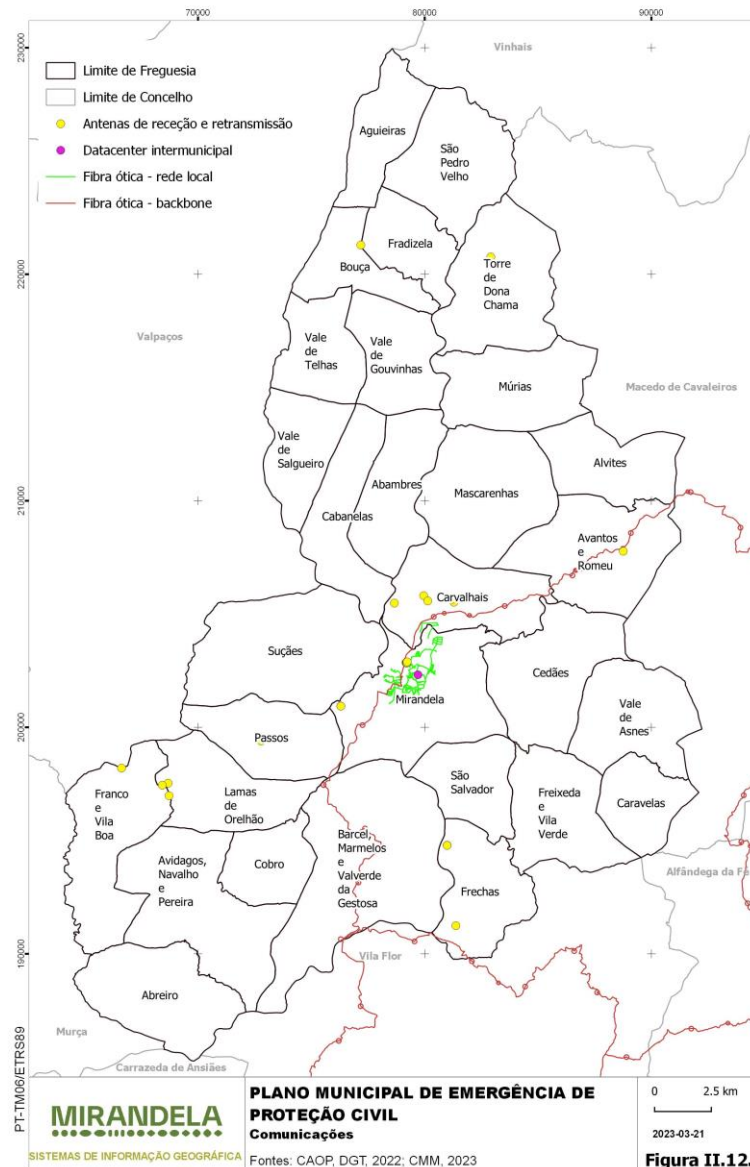 70000
80000
90000
230000
220000
210000
200000
190000
Vinhais
Limite de Freguesia
Limite de Concelho
Antenas de receção e retransmissão
Datacenter intermunicipal
Fibra ótica - rede local
Fibra ótica - backbone
Aguieiras
São
Pedro
Velho
Fradizela
Bouça
Torre
de
Dona
Chama
Valpaços
Vale
de
Telhas
Vale
de
Gouvinhas
Múrias
Macedo de Cavaleiros
Vale
de
Salgueiro
Alvites
Abambres
Mascarenhas
Cabanelas
Avantos
e
Romeu
Carvalhais
Suções
Cedães
Mirandela
Vale
de
Asnes
Passos
São
Salvador
Franco
e
Vila
Boa
Lamas
de
Orelhão
Freixeda
e
Vila
Verde
Caravelas
Barcel,
Marmelos
e
Valverde
da
Gestosa
Avidagos,
Navalho
e
Pereira
Cobro
Frechas
Alfândega da Fe
Vila Flor
Abreiro
Murça
Carrazeda de Ansiães
PT-TM06/ETRS89
MIRANDELA
SISTEMAS DE INFORMAÇÃO GEOGRÁFICA
PLANO MUNICIPAL DE EMERGÊNCIA DE
PROTEÇÃO CIVIL
Comunicações
Fontes: CAOP, DGT, 2022; CMM, 2023
0 2.5 km
2023-03-21
Figura II.12.